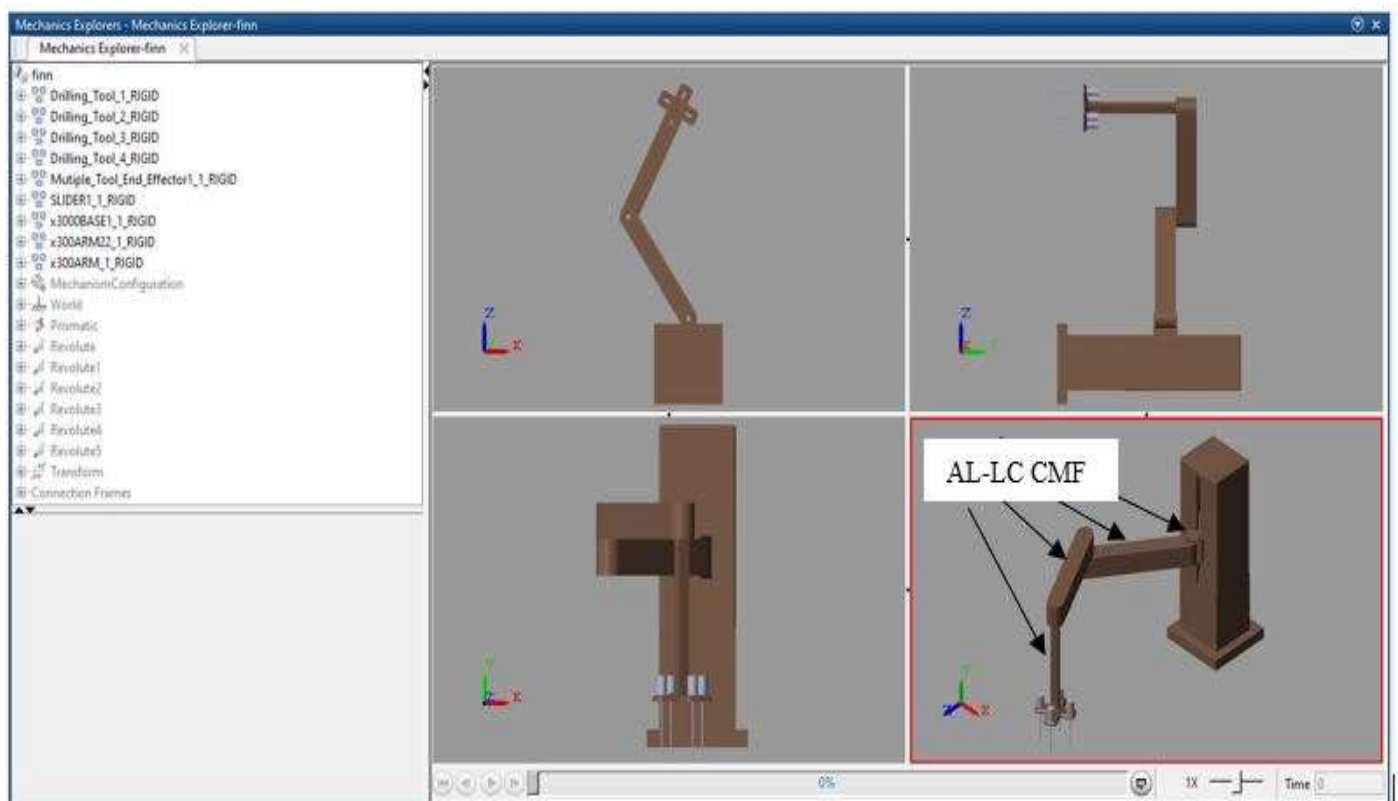 Mechanics Explorers - Mechanics Explorer-finn
Mechanics Explorer-finn
finn
Drilling_Tool_1_RIGID
Drilling_Tool_2_RIGID
Drilling_Tool_3_RIGID
Drilling_Tool_4_RIGID
Mutiple_Tool_End_Effector1_1_RIGID
SLIDER1_1_RIGID
x3000BASE1_1_RIGID
x300ARM22_1_RIGID
x300ARM_1_RIGID
MechanismConfiguration
World
Prismatic
Revolute
Revolute1
Revolute2
Revolute3
Revolute4
Revolute5
Transform
Connection Frames
Z
X
Z
Y
X
AL-LC CMF
Y
X
0%
1X
Time 0